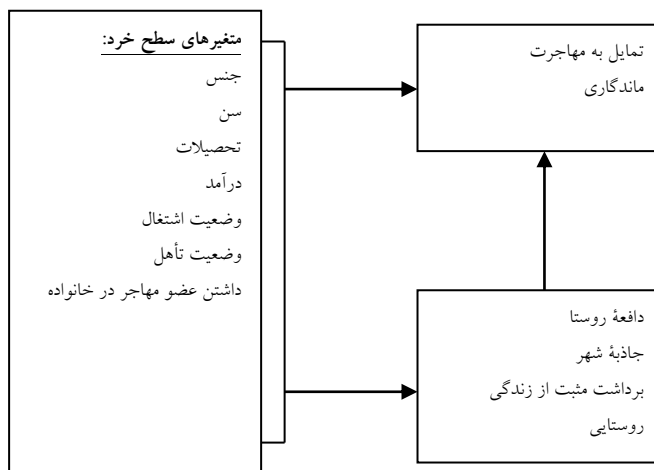 متغیرهای سطح خرد:
جنس
سن
تحصیلات
درآمد
وضعیت اشتغال
وضعیت تأهل
داشتن عضو مهاجر در خانواده
تمایل به مهاجرت
ماندگاری
دافعۀ روستا
جاذبۀ شهر
برداشت مثبت از زندگی
روستایی